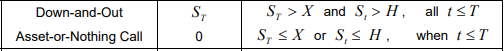 Down-and-Out S_T S_T > X and S_t > H , all t ≤ T
Asset-or-Nothing Call 0 S_T ≤ X or S_t ≤ H , when t ≤ T